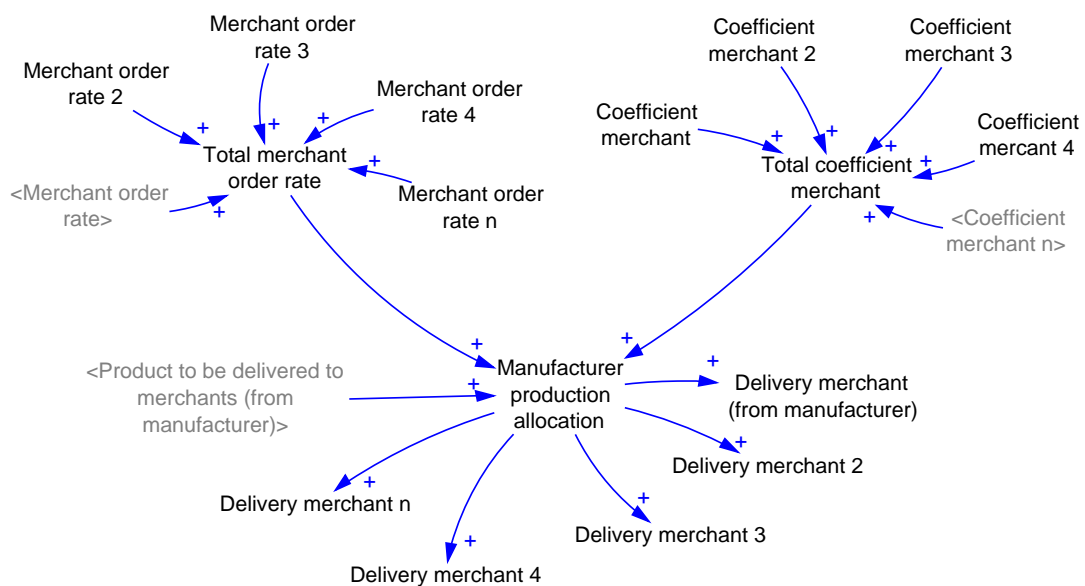 Merchant order
rate 3
Merchant order
rate 2
Merchant order
rate 4
+
+
+
Total merchant
order rate
+
<Merchant order
rate>
+
Merchant order
rate n
Coefficient
merchant 2
Coefficient
merchant 3
Coefficient
merchant
Coefficient
mercant 4
+
+
+
+
Total coefficient
merchant
+
<Coefficient
merchant n>
+
+
<Product to be delivered to
merchants (from
manufacturer)>
+
Manufacturer
production
allocation
+
Delivery merchant
(from manufacturer)
+
Delivery merchant 2
+
Delivery merchant n
+
Delivery merchant 3
+
Delivery merchant 4